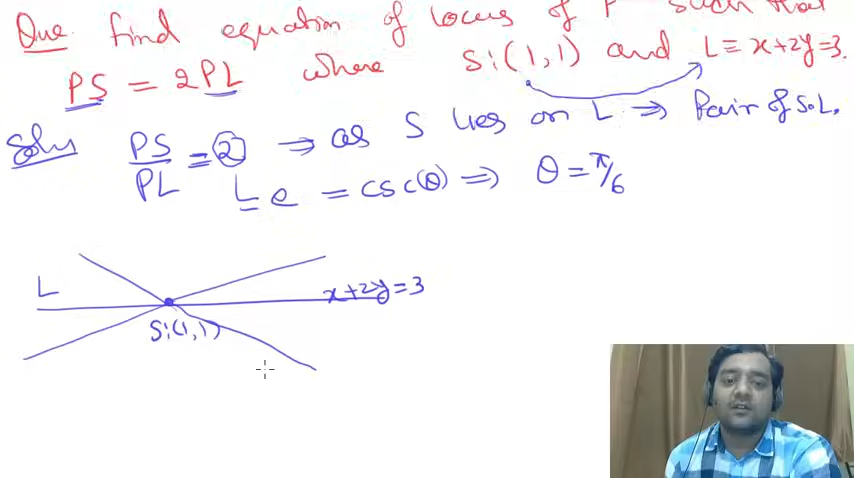 Que. find equation of locus of P such that
PS = 2PL where S:(1,1) and L≡x+2y=3.
Soln PS/PL = 2 ⇒ as S lies on L ⇒ Pair of S.L.
↳ e = csc(θ) ⇒ θ = π/6
L x+2y=3
S:(1,1)